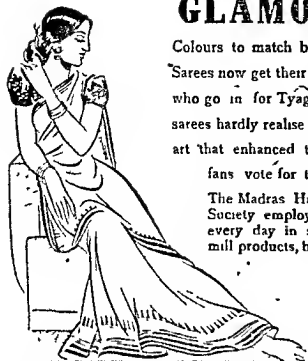 GLAMO
Colours to match b
Sarees now get their
who go in for Tyag
sarees hardly realise
art that enhanced t
fans vote for t
The Madras H
Society employ
every day in s
mill products, h